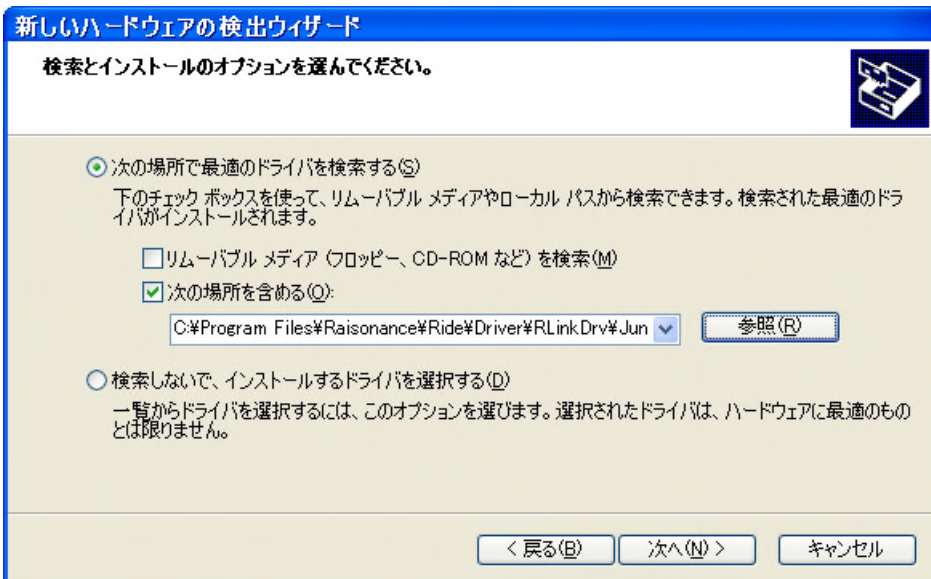 新しいハードウェアの検出ウィザード
検索とインストールのオプションを選んでください。
次の場所で最適のドライバを検索する(S)
下のチェック ボックスを使って、リムーバブル メディアやローカル パスから検索できます。検索された最適のドラ
イバがインストールされます。
リムーバブル メディア (フロッピー、CD-ROM など) を検索(M)
次の場所を含める(O):
C:¥Program Files¥Raisonance¥Ride¥Driver¥RLinkDrv¥Jun
参照(R)
検索しないで、インストールするドライバを選択する(D)
一覧からドライバを選択するには、このオプションを選びます。選択されたドライバは、ハードウェアに最適のもの
とは限りません。
< 戻る(B)
次へ(N) >
キャンセル